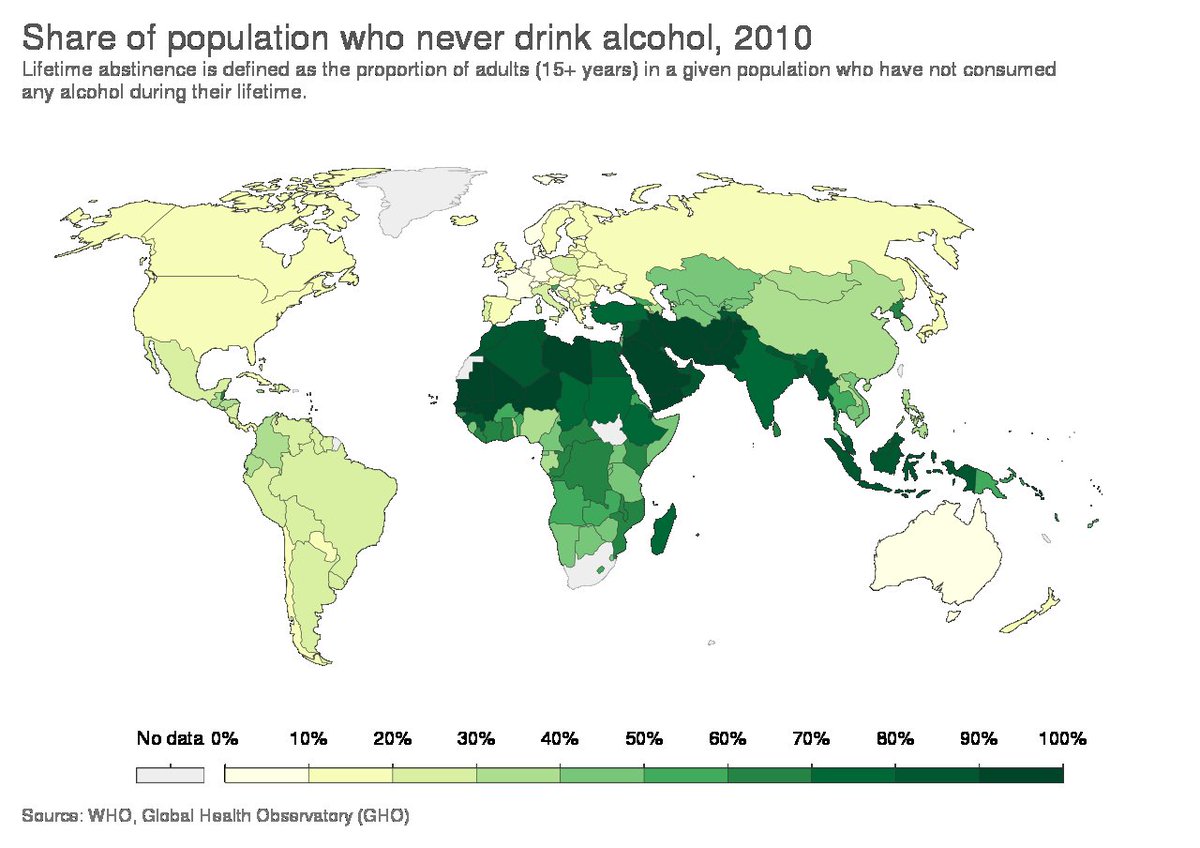 Share of population who never drink alcohol, 2010
Lifetime abstinence is defined as the proportion of adults (15+ years) in a given population who have not consumed
any alcohol during their lifetime.
No data 0% 10% 20% 30% 40% 50% 60% 70% 80% 90% 100%
Source: WHO, Global Health Observatory (GHO)